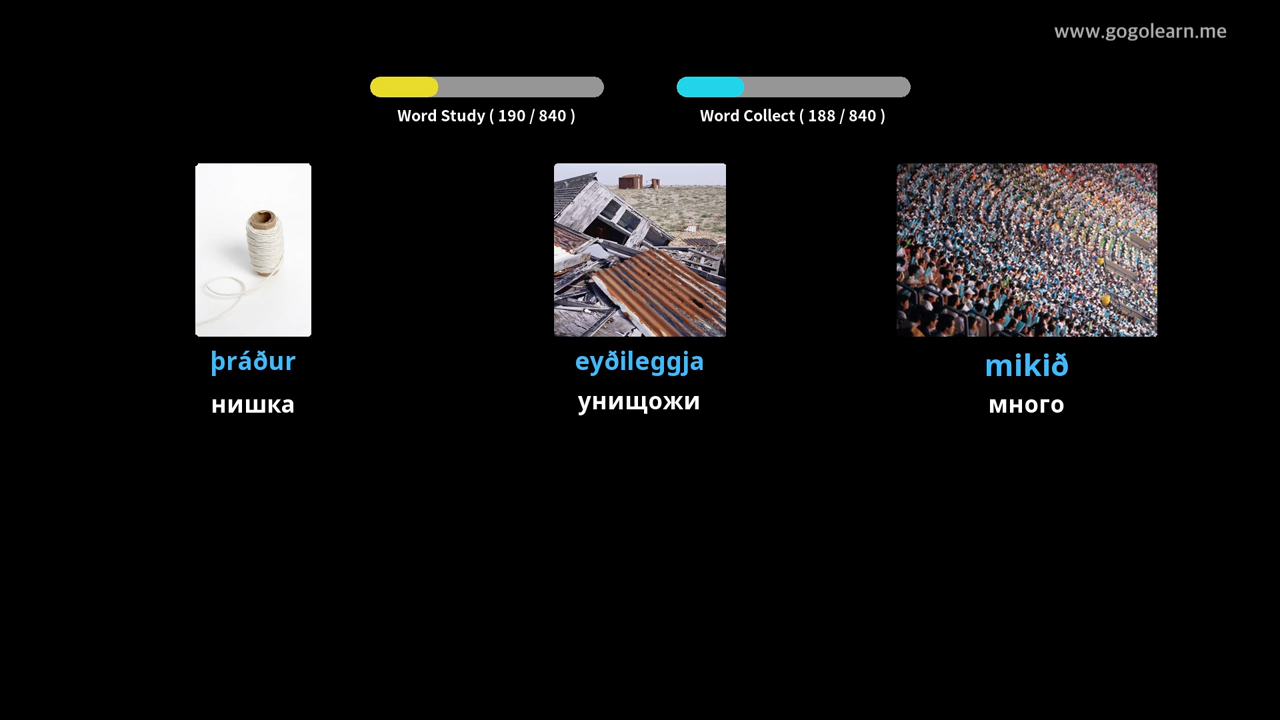 www.gogolearn.me
Word Study ( 190 / 840 )
Word Collect ( 188 / 840 )
þráður
eyðileggja
mikið
нишка
унищожи
много